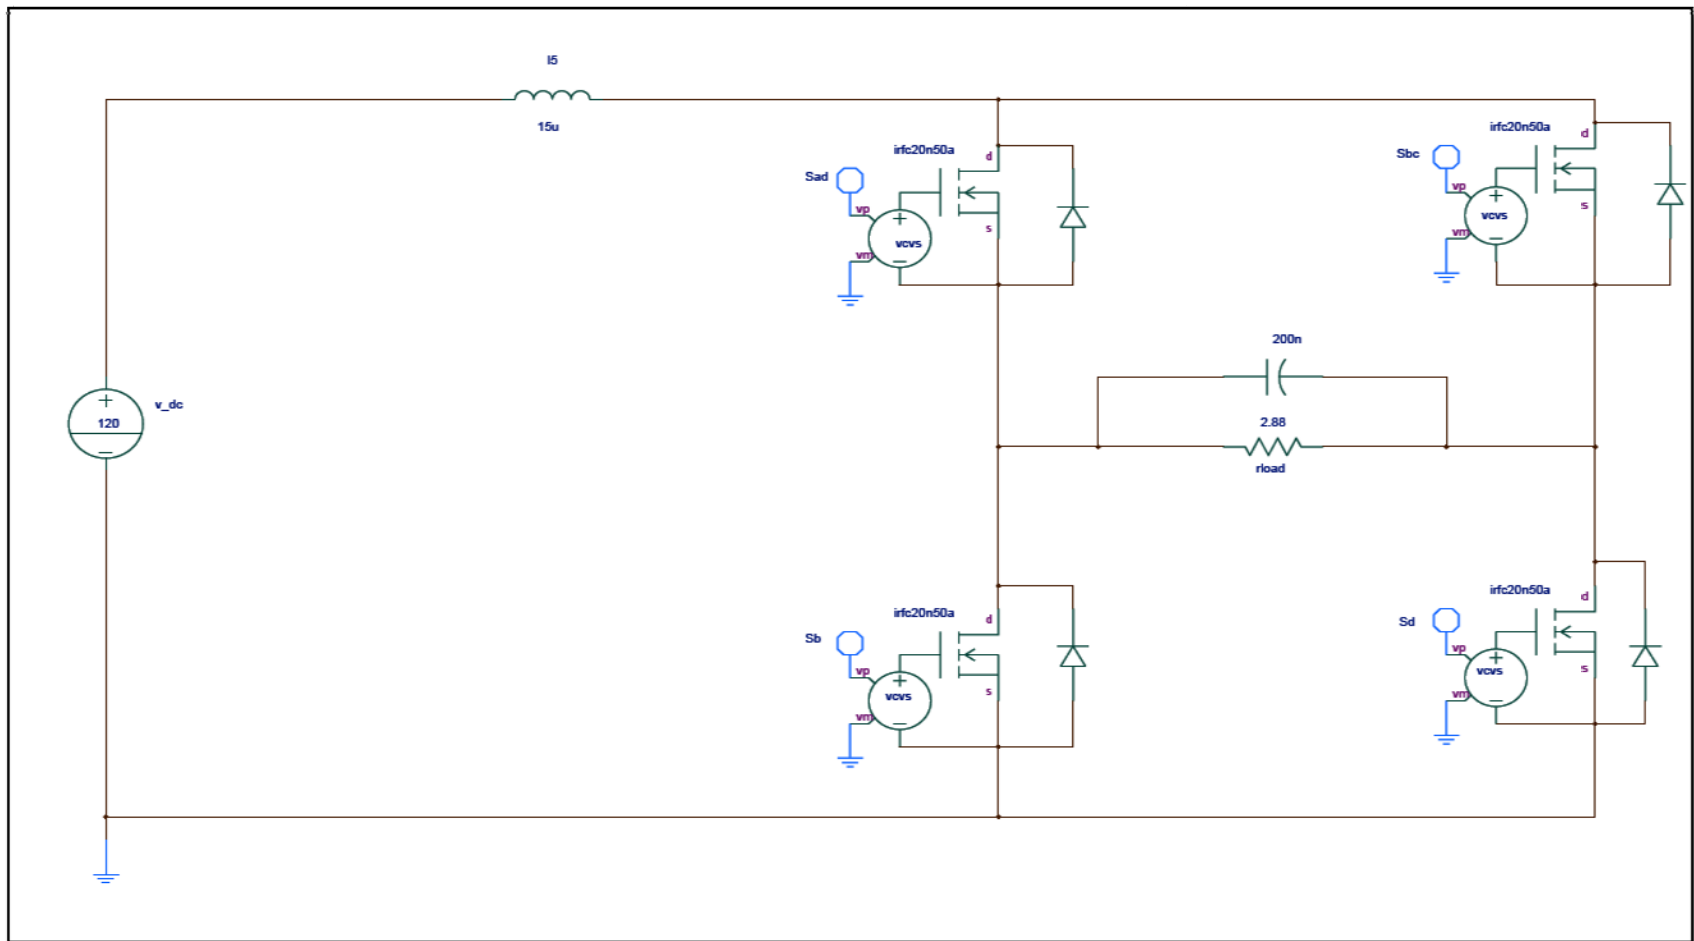 l5
15u
irfc20n50a
d
Sad
vp
+
vcvs
vm
−
s
irfc20n50a
d
Sbc
vp
+
vcvs
vm
−
s
200n
2.88
rload
+
120
−
v_dc
irfc20n50a
d
Sb
vp
+
vcvs
vm
−
s
irfc20n50a
d
Sd
vp
+
vcvs
vm
−
s